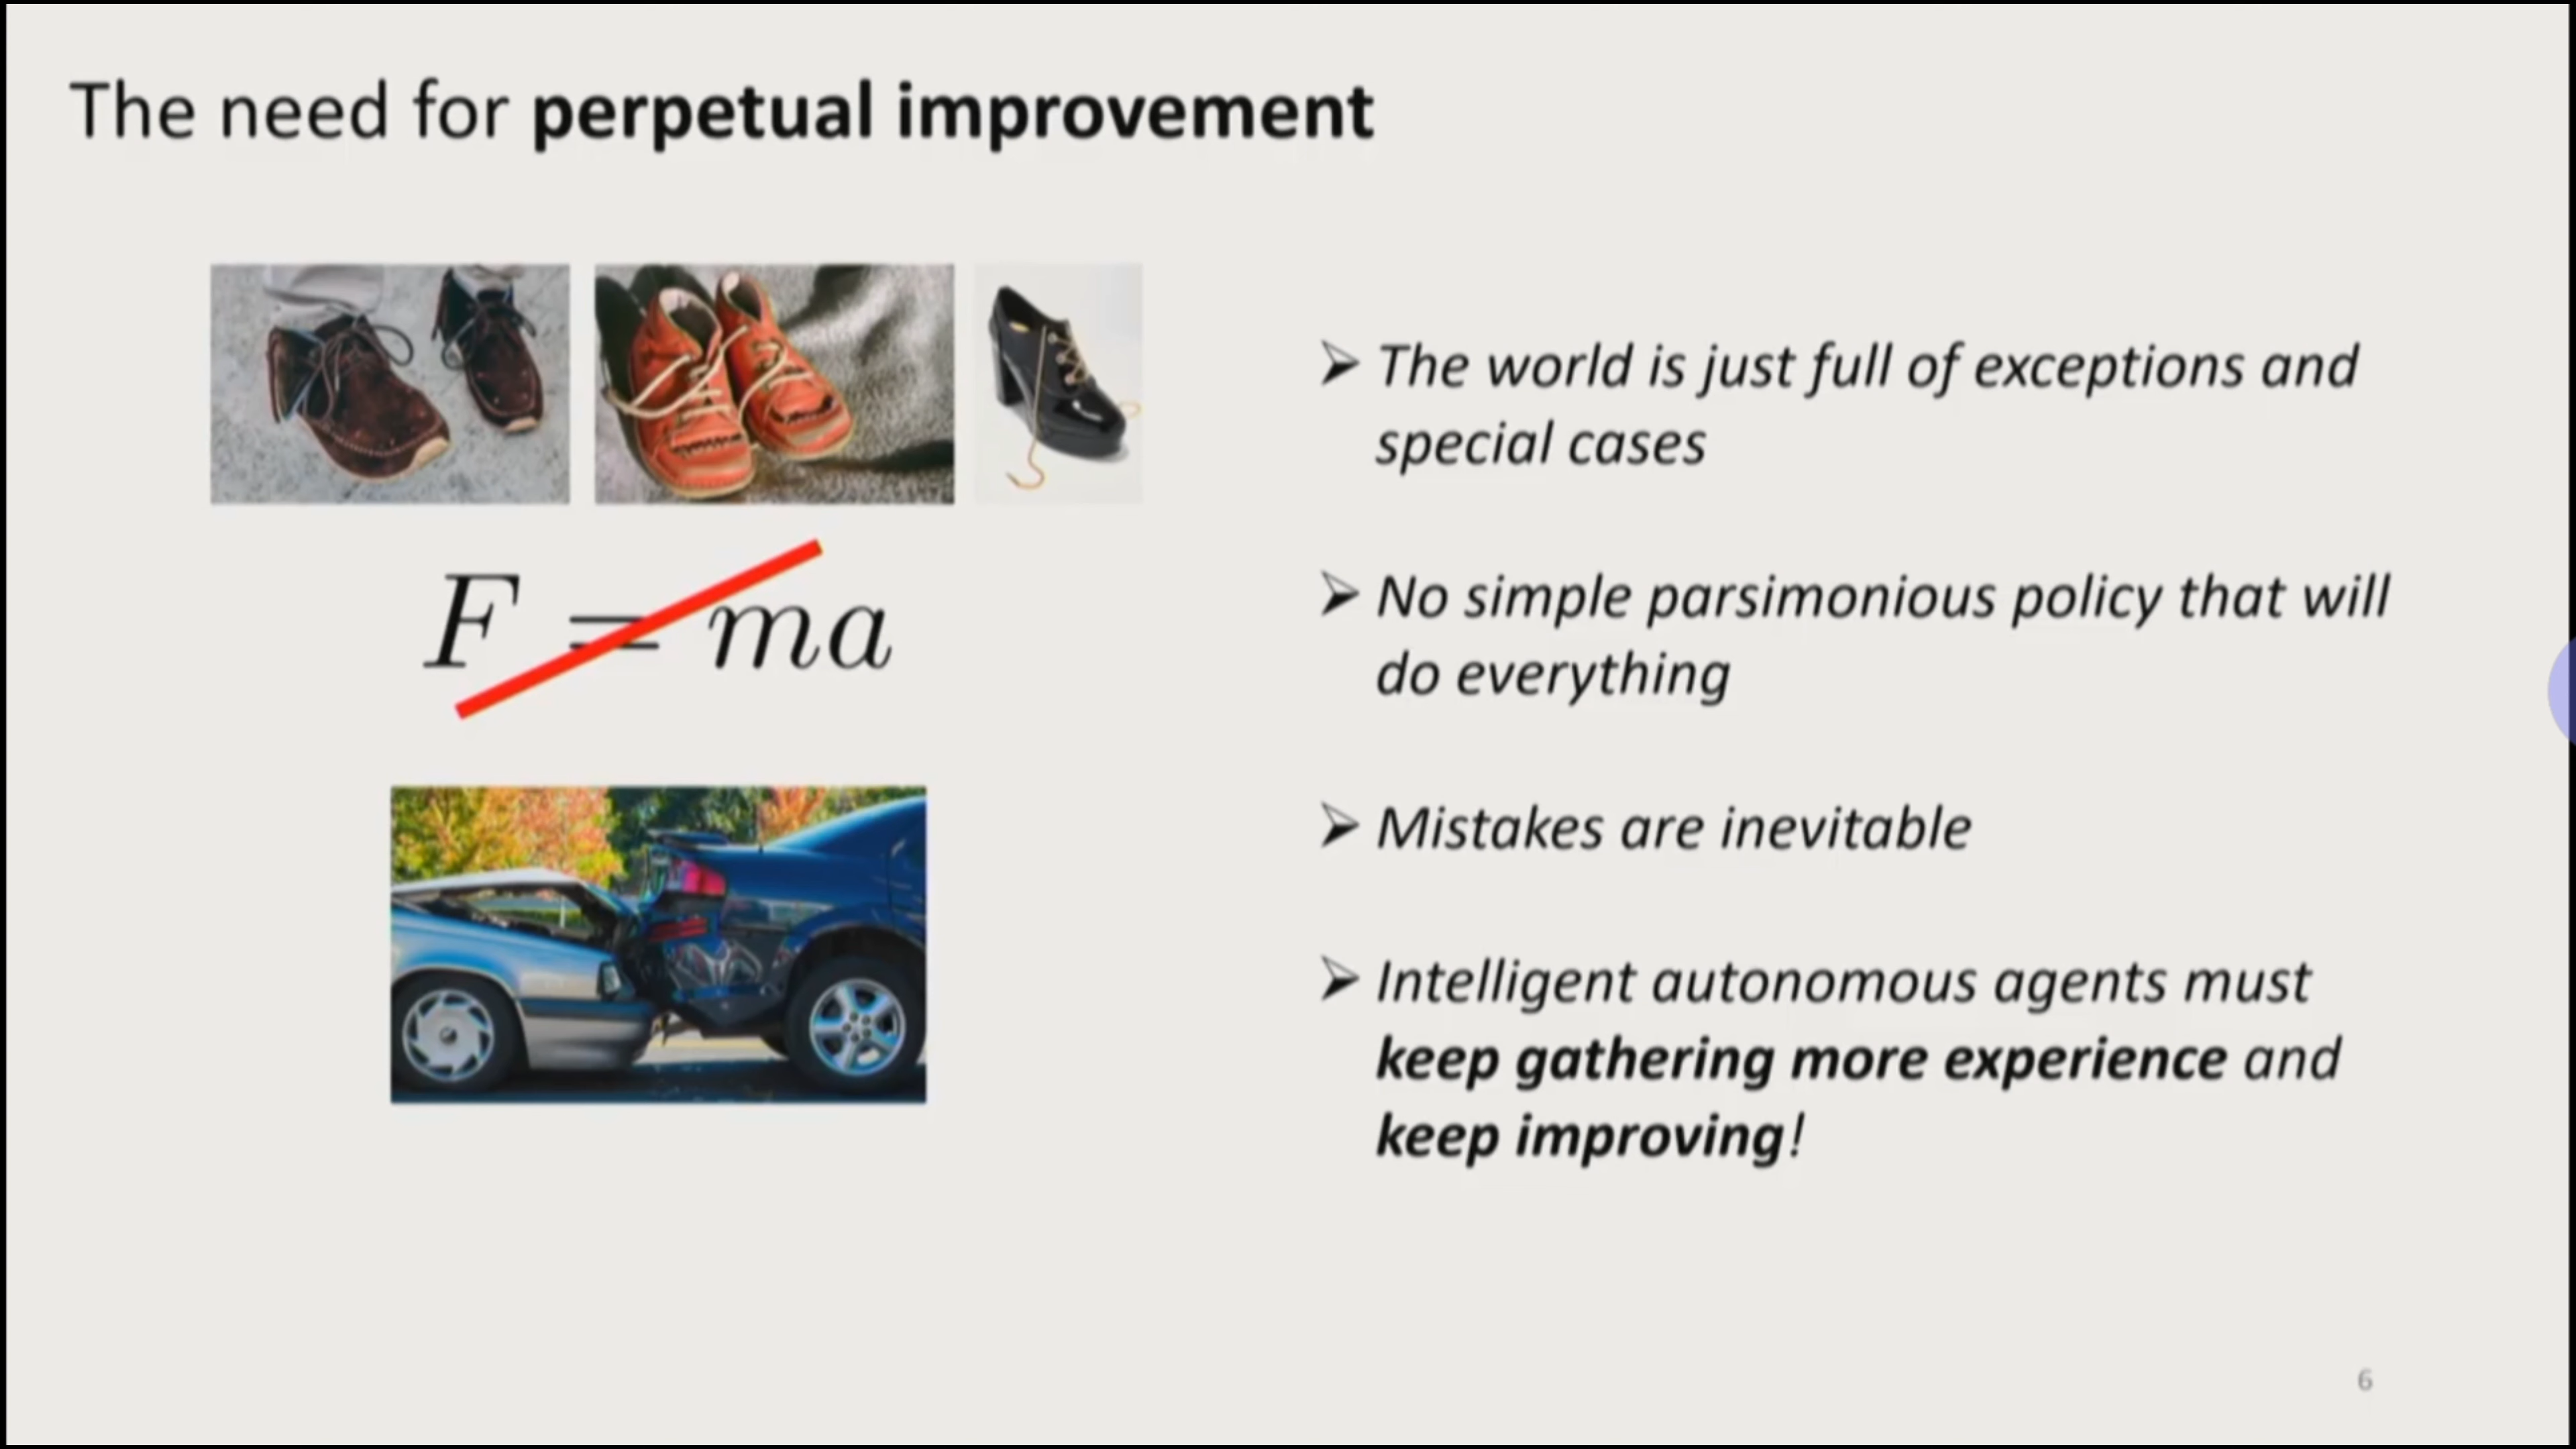 The need for perpetual improvement
F = ma
➢ The world is just full of exceptions and
special cases
➢ No simple parsimonious policy that will
do everything
➢ Mistakes are inevitable
➢ Intelligent autonomous agents must
keep gathering more experience and
keep improving!
6